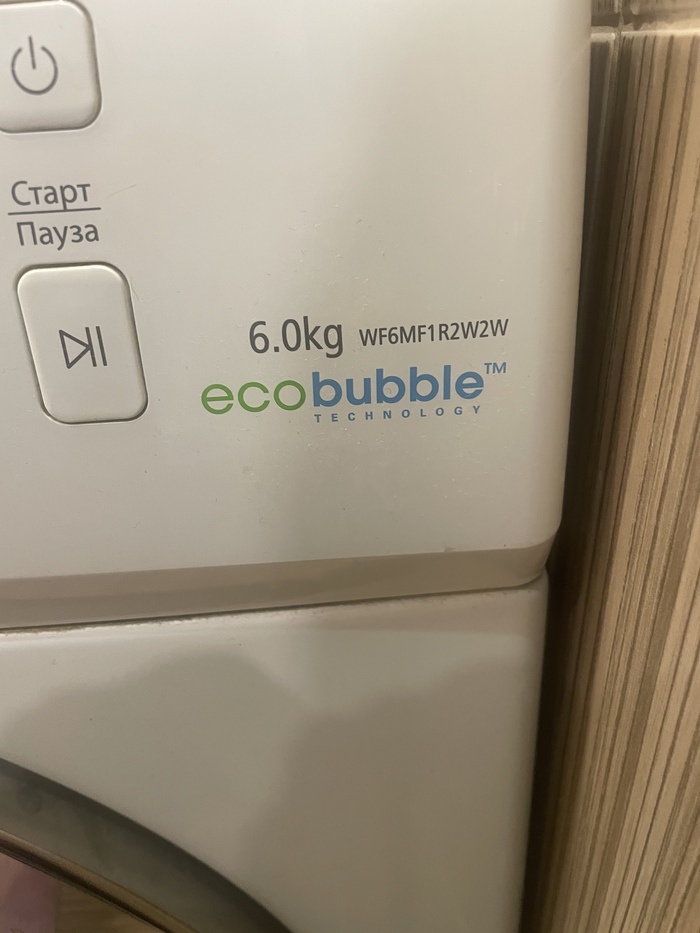 Старт
Пауза
6.0kg WF6MF1R2W2W
ecobubble™
TECHNOLOGY